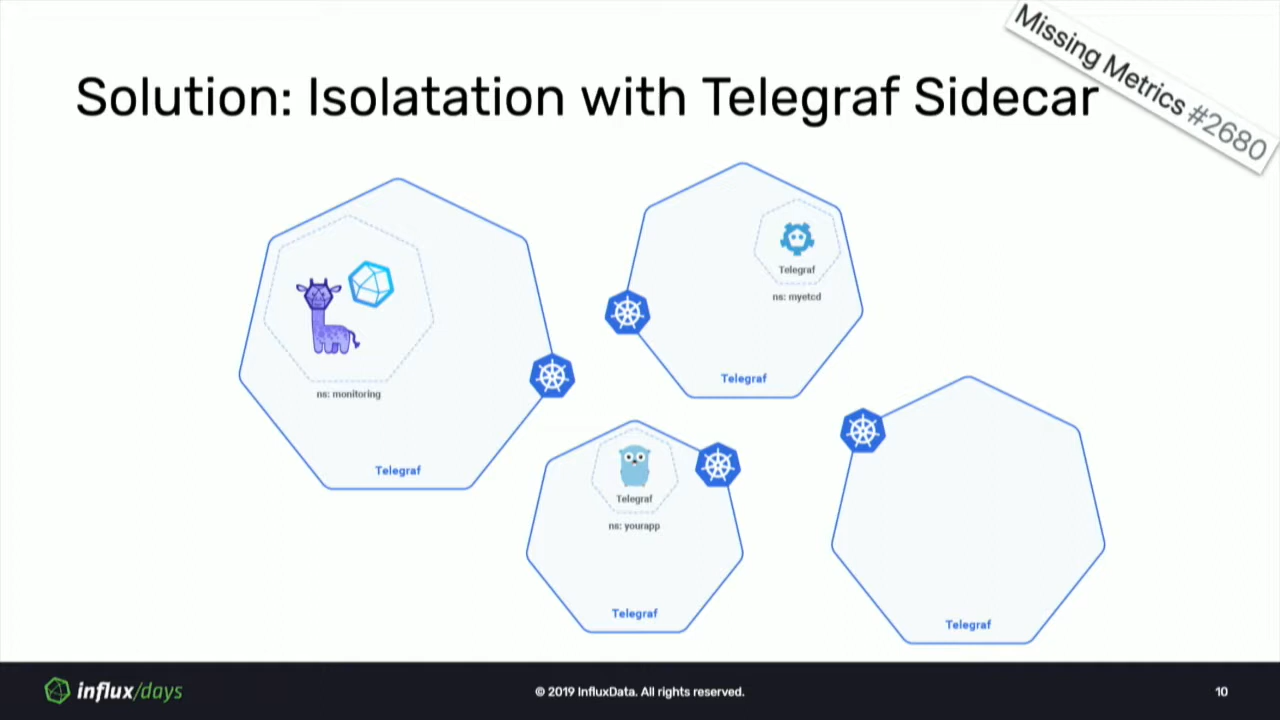 Missing Metrics #2680
Solution: Isolatation with Telegraf Sidecar
Telegraf
ns: myetcd
Telegraf
ns: monitoring
Telegraf
Telegraf
ns: yourapp
Telegraf
Telegraf
influx/days
© 2019 InfluxData. All rights reserved.
10